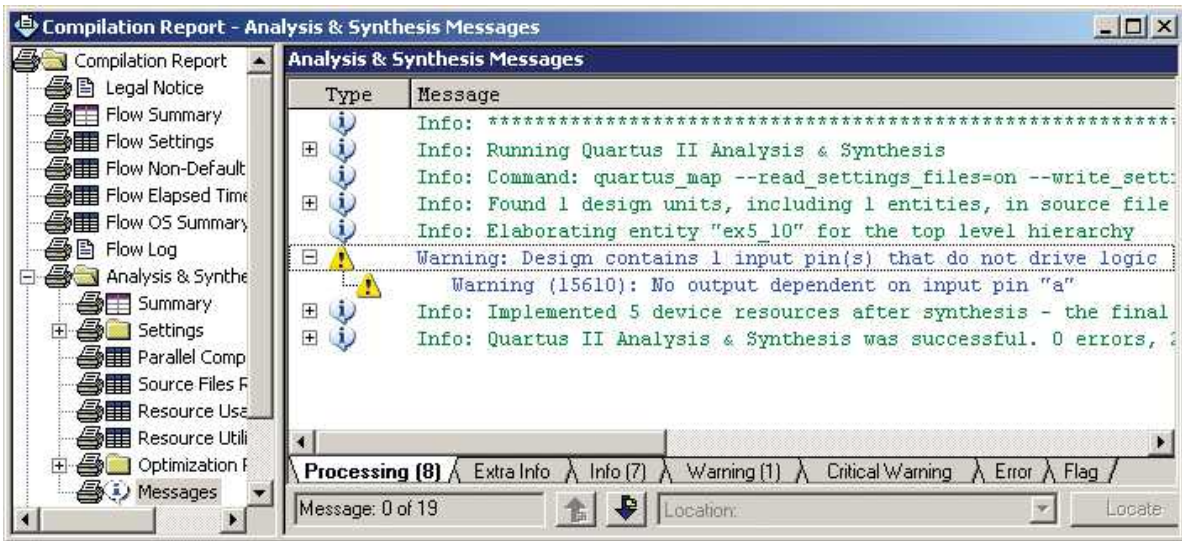 Compilation Report - Analysis & Synthesis Messages
Compilation Report
Legal Notice
Flow Summary
Flow Settings
Flow Non-Default
Flow Elapsed Time
Flow OS Summary
Flow Log
Analysis & Synthe
Summary
Settings
Parallel Comp
Source Files R
Resource Usa
Resource Utili
Optimization
Messages
Analysis & Synthesis Messages
Type Message
Info: *******************************************************************
Info: Running Quartus II Analysis & Synthesis
Info: Command: quartus_map --read_settings_files=on --write_sett
Info: Found 1 design units, including 1 entities, in source file
Info: Elaborating entity "ex5_10" for the top level hierarchy
Warning: Design contains 1 input pin(s) that do not drive logic
Warning (15610): No output dependent on input pin "a"
Info: Implemented 5 device resources after synthesis - the final
Info: Quartus II Analysis & Synthesis was successful. 0 errors,
Processing (8) Extra Info Info (7) Warning (1) Critical Warning Error Flag
Message: 0 of 19 Location: Locate